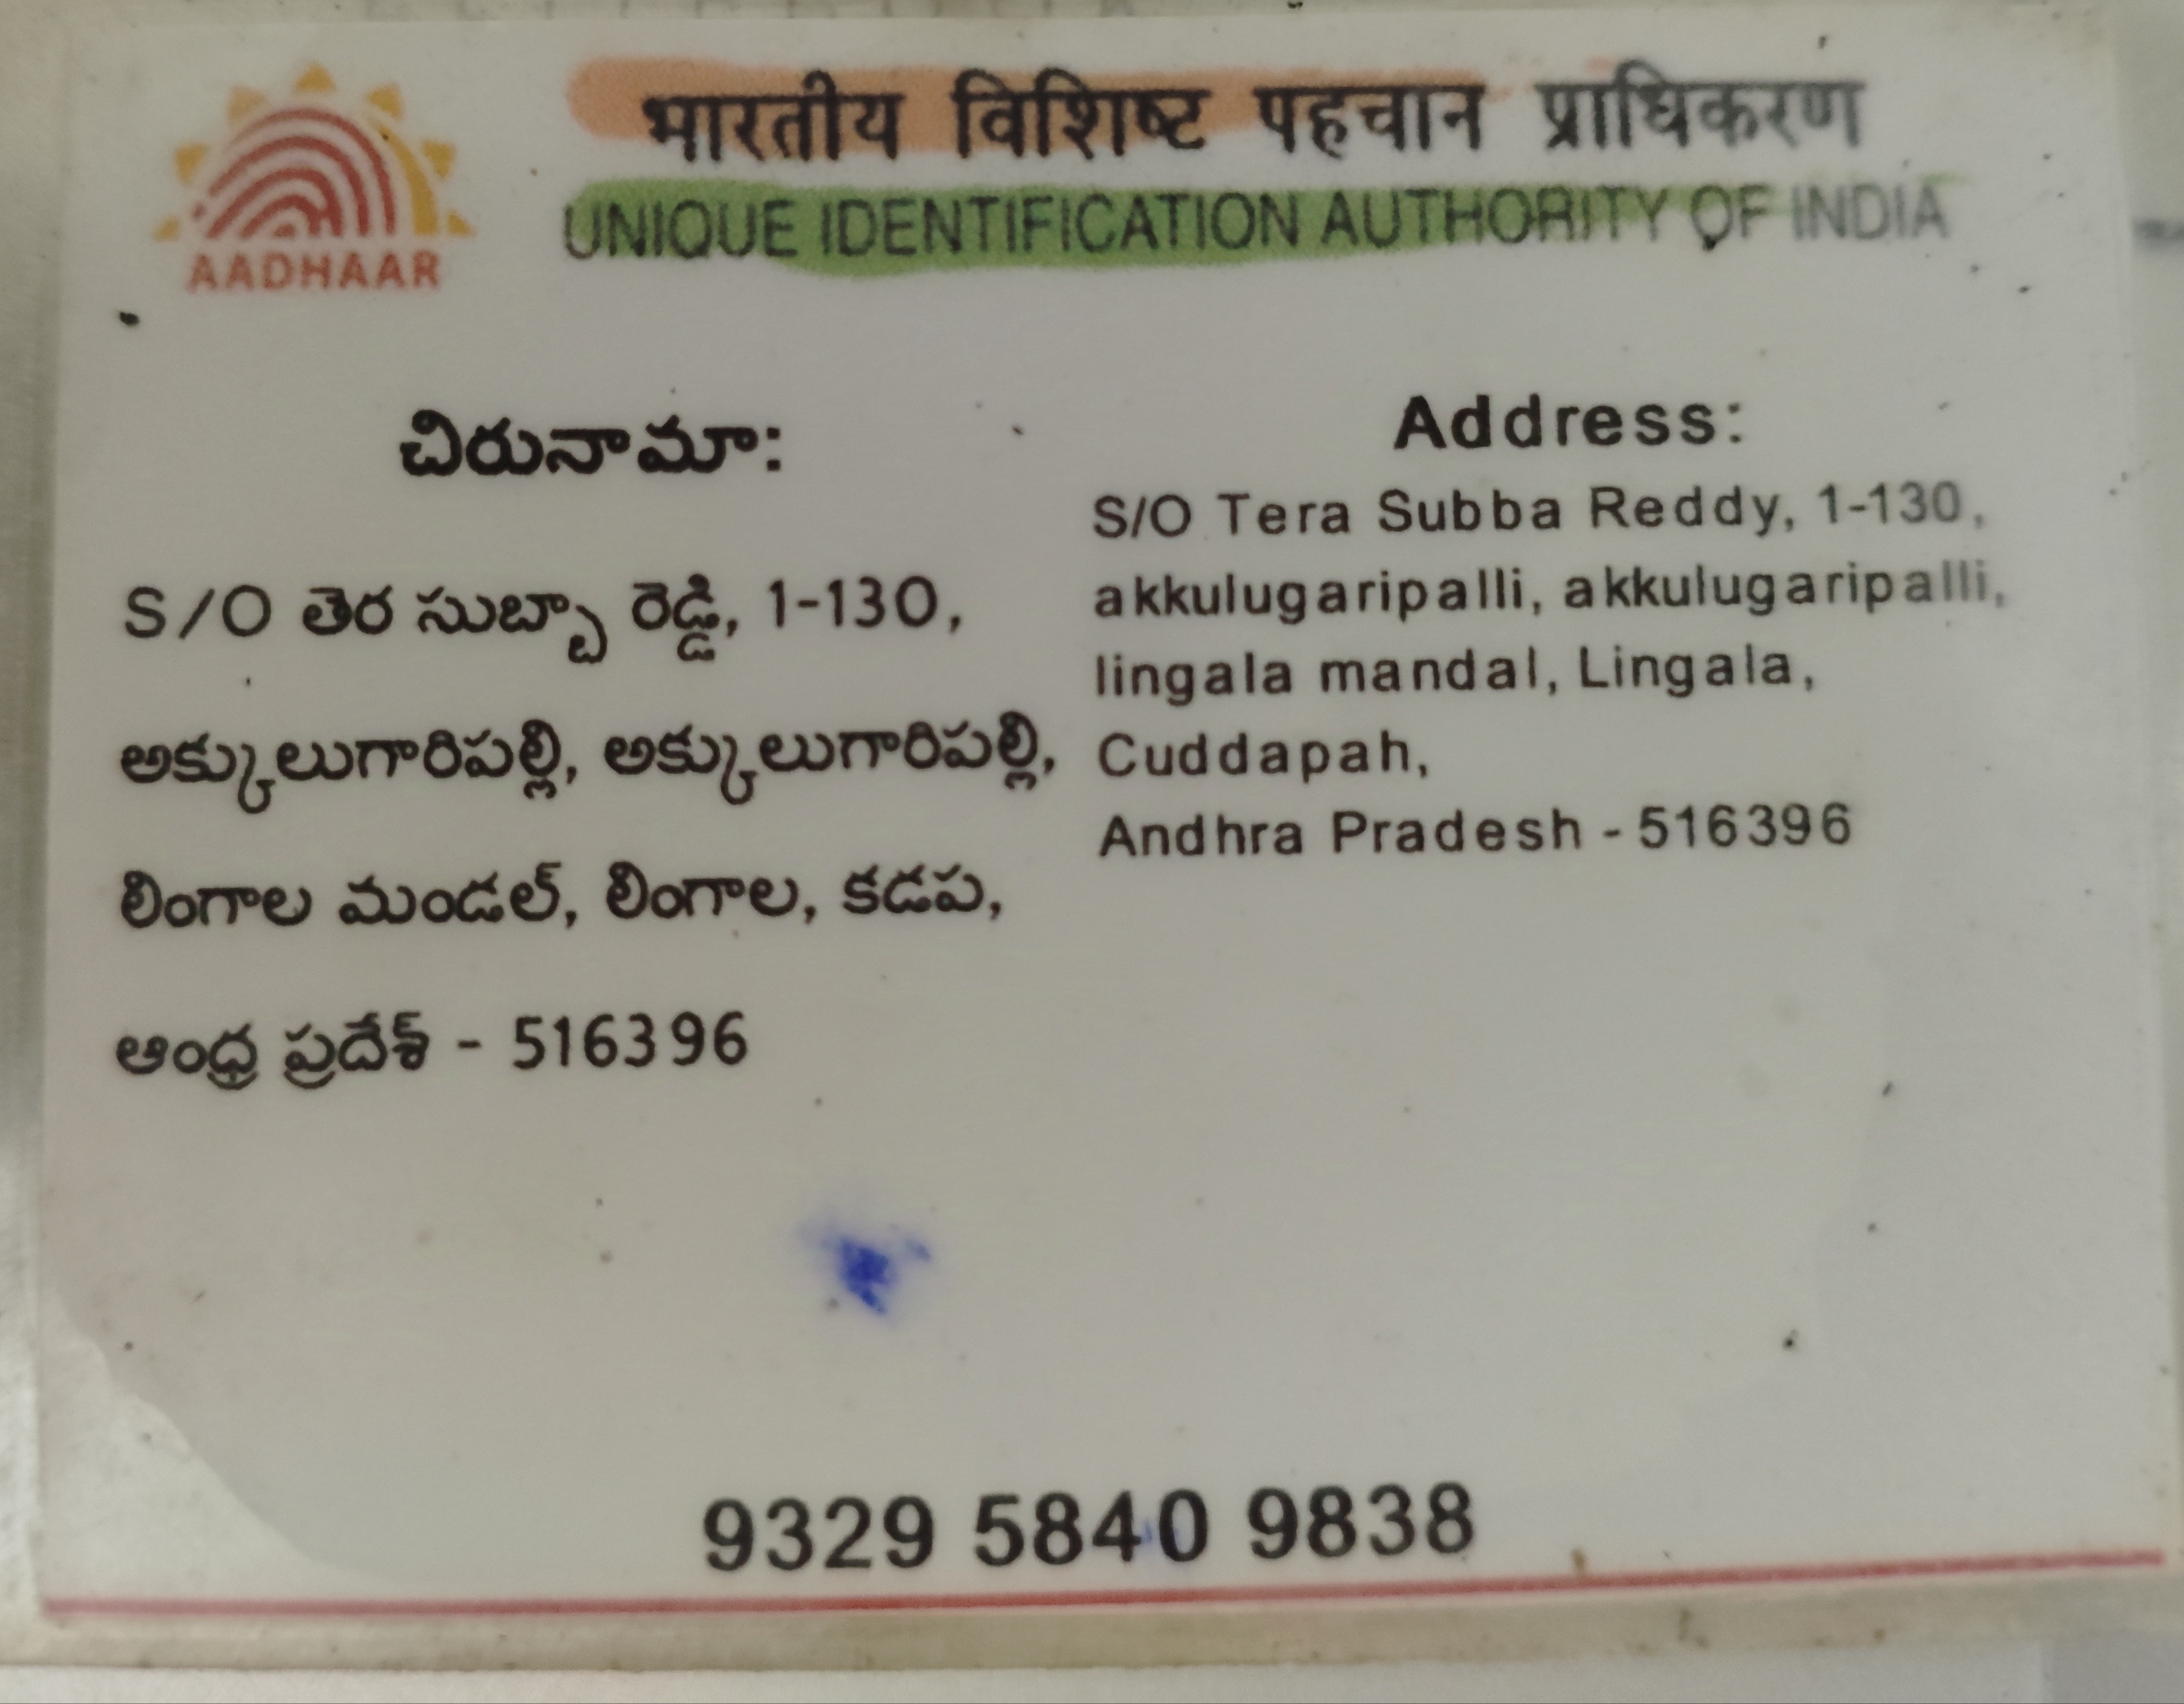 भारतीय विशिष्ट पहचान प्राधिकरण
UNIQUE IDENTIFICATION AUTHORITY OF INDIA
AADHAAR
చిరునామా:
S/O తెర సుబ్బా రెడ్డి, 1-130,
అక్కులుగారిపల్లి, అక్కులుగారిపల్లి,
లింగాల మండల్, లింగాల, కడప,
ఆంధ్ర ప్రదేశ్ - 516396
Address:
S/O Tera Subba Reddy, 1-130,
akkulugaripalli, akkulugaripalli,
lingala mandal, Lingala,
Cuddapah,
Andhra Pradesh - 516396
9329 5840 9838